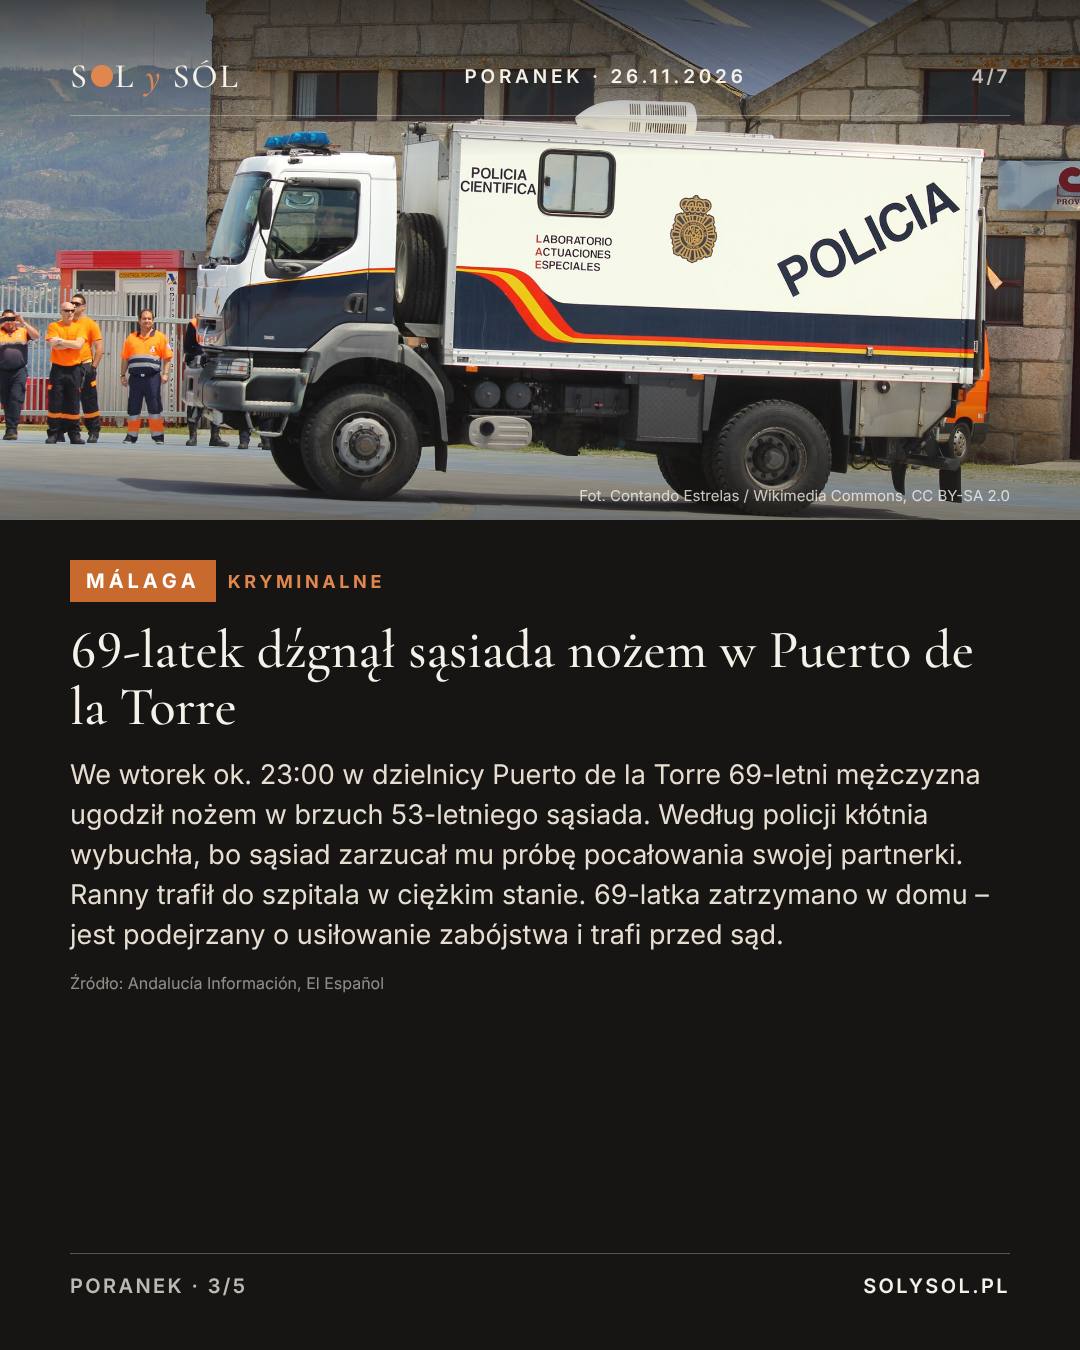 SOL y SÓL
PORANEK · 26.11.2026
4/7
POLICIA
CIENTIFICA
LABORATORIO
ACTUACIONES
ESPECIALES
POLICIA
CONTROL PORTUARIO
PROV
Fot. Contando Estrelas / Wikimedia Commons, CC BY-SA 2.0
MÁLAGA KRYMINALNE
69-latek dźgnął sąsiada nożem w Puerto de
la Torre
We wtorek ok. 23:00 w dzielnicy Puerto de la Torre 69-letni mężczyzna
ugodził nożem w brzuch 53-letniego sąsiada. Według policji kłótnia
wybuchła, bo sąsiad zarzucał mu próbę pocałowania swojej partnerki.
Ranny trafił do szpitala w ciężkim stanie. 69-latka zatrzymano w domu –
jest podejrzany o usiłowanie zabójstwa i trafi przed sąd.
Źródło: Andalucía Información, El Español
PORANEK · 3/5
SOLYSOL.PL